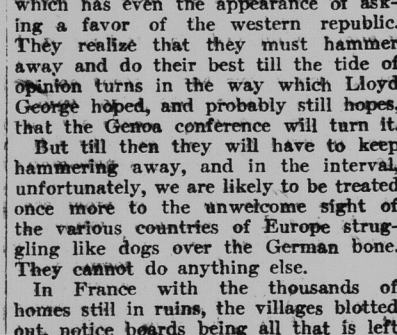 which has even the appearance of ask-
ing a favor of the western republic.
They realize that they must hammer
away and do their best till the tide of
opinion turns in the way which Lloyd
George hoped, and probably still hopes,
that the Genoa conference will turn it.
But till then they will have to keep
hammering away, and in the interval,
unfortunately, we are likely to be treated
once more to the unwelcome sight of
the various countries of Europe strug-
gling like dogs over the German bone.
They cannot do anything else.
In France with the thousands of
homes still in ruins, the villages blotted
out, notice boards being all that is left